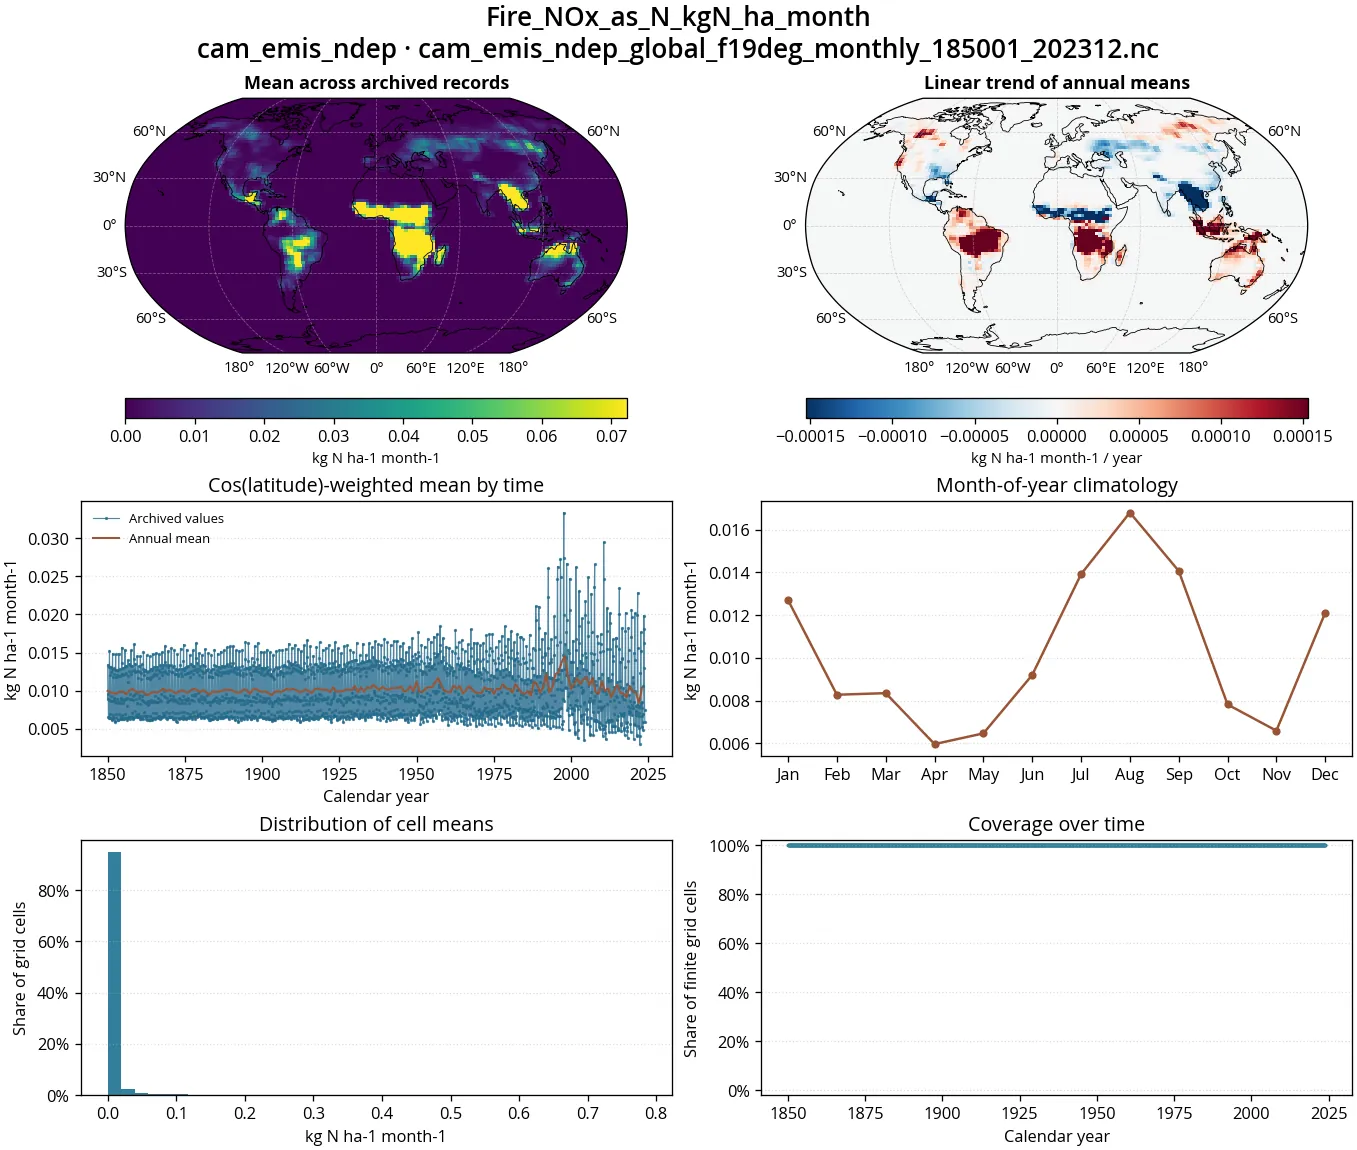 Fire_NOx_as_N_kgN_ha_month
cam_emis_ndep · cam_emis_ndep_global_f19deg_monthly_185001_202312.nc
Mean across archived records
60°N 60°N
30°N
0°
30°S
60°S 60°S
180° 120°W 60°W 0° 60°E 120°E 180°
0.00 0.01 0.02 0.03 0.04 0.05 0.06 0.07
kg N ha-1 month-1
Linear trend of annual means
60°N 60°N
30°N
0°
30°S
60°S 60°S
180° 120°W 60°W 0° 60°E 120°E 180°
−0.00015 −0.00010 −0.00005 0.00000 0.00005 0.00010 0.00015
kg N ha-1 month-1 / year
Cos(latitude)-weighted mean by time
kg N ha-1 month-1
0.030
0.025
0.020
0.015
0.010
0.005
Archived values
Annual mean
1850 1875 1900 1925 1950 1975 2000 2025
Calendar year
Month-of-year climatology
kg N ha-1 month-1
0.016
0.014
0.012
0.010
0.008
0.006
Jan Feb Mar Apr May Jun Jul Aug Sep Oct Nov Dec
Distribution of cell means
Share of grid cells
80%
60%
40%
20%
0%
0.0 0.1 0.2 0.3 0.4 0.5 0.6 0.7 0.8
kg N ha-1 month-1
Coverage over time
Share of finite grid cells
100%
80%
60%
40%
20%
0%
1850 1875 1900 1925 1950 1975 2000 2025
Calendar year